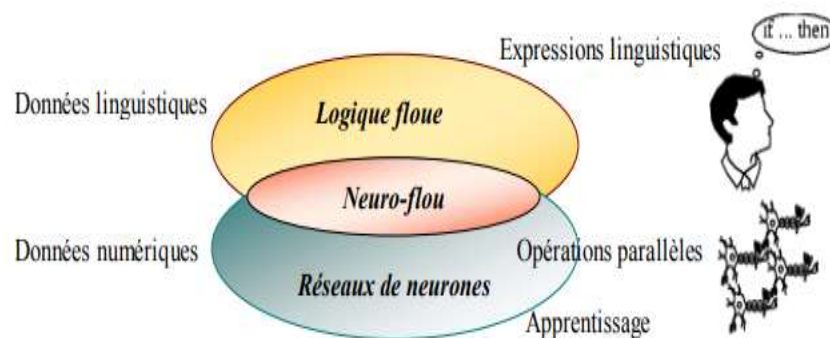 Expressions linguistiques
if ... then
Données linguistiques
Logique floue
Neuro-flou
Données numériques
Opérations parallèles
Réseaux de neurones
Apprentissage